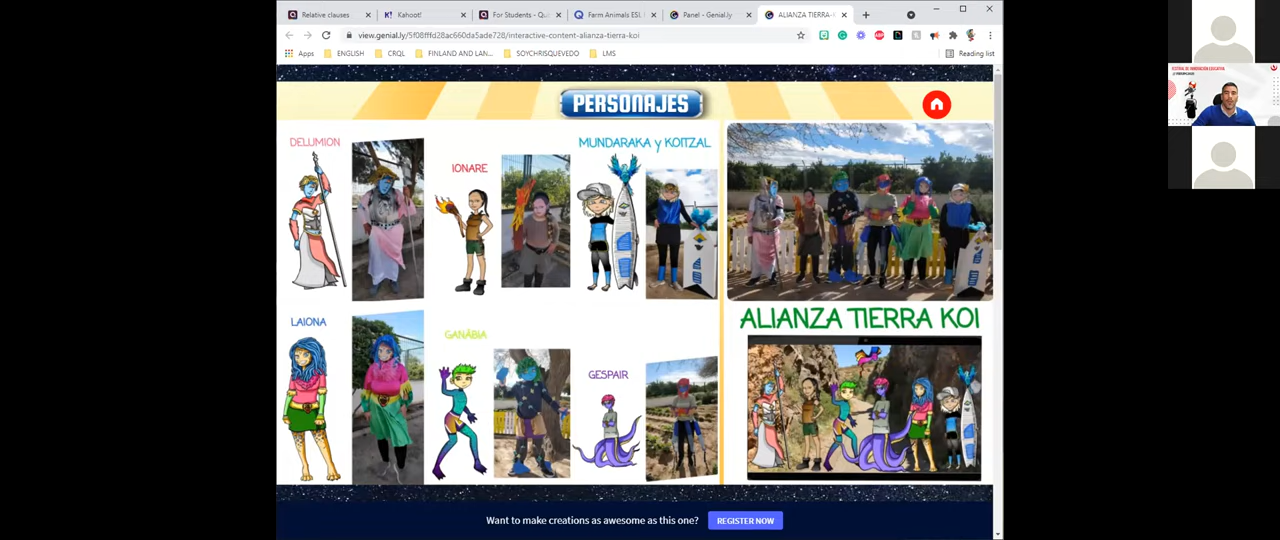 Relative clauses
Kahoot!
For Students - Qu
Farm Animals ESL
Panel - Genial.ly
ALIANZA TIERRA-K
view.genial.ly/5f08fffd28ac660da5ade728/interactive-content-alianza-tierra-koi
Apps
ENGLISH
CRQL
FINLAND AND LAN...
SOYCHRISQUEVEDO
LMS
Reading list
PERSONAJES
DELUMION
IONARE
MUNDARAKA y KOITZAL
LAIONA
GANÁBIA
GESPAIR
ALIANZA TIERRA KOI
Want to make creations as awesome as this one?
REGISTER NOW